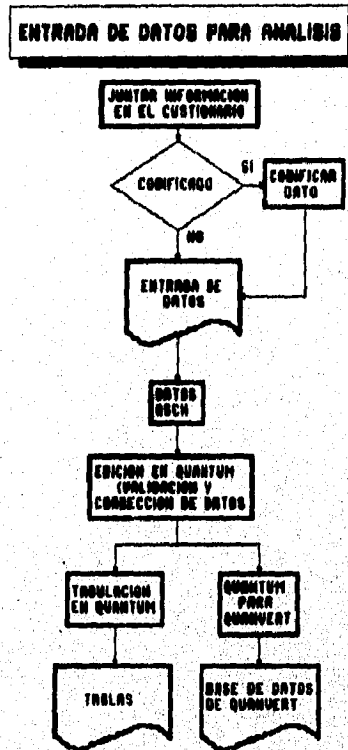 ENTRADA DE DATOS PARA ANALISIS
JUNTAR INFORMACION
EN EL CUSTIONARIO
CODIFICADO
SI
CODIFICAR
DATO
NO
ENTRADA DE
DATOS
DATOS
ASCII
EDICION EN QUANTUM
(VALIDACION Y
CORRECCION DE DATOS
TABULACION
EN QUANTUM
QUANTUM
PARA
QUANVERT
TABLAS
BASE DE DATOS
DE QUANVERT